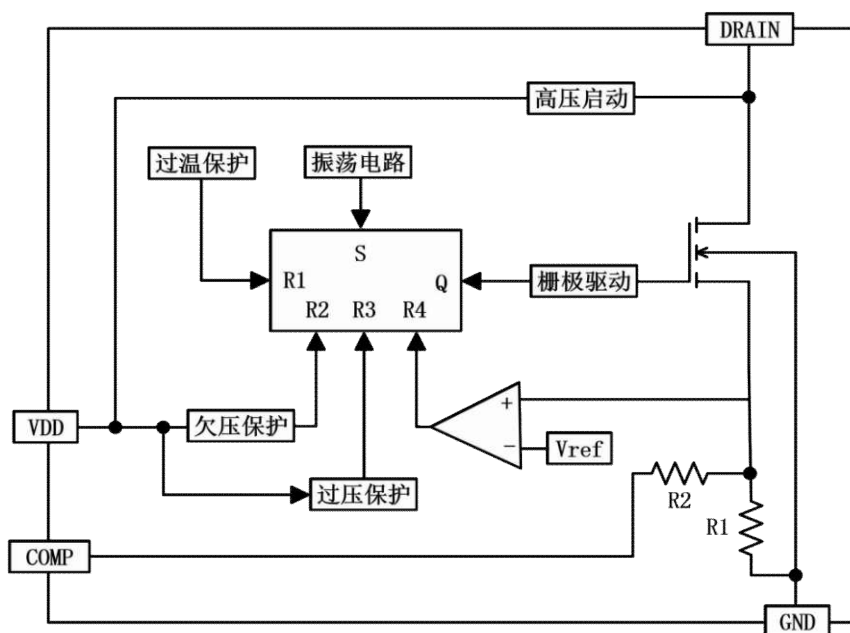 DRAIN
高压启动
过温保护
振荡电路
S
R1
Q
栅极驱动
R2
R3
R4
+
VDD
欠压保护
-
Vref
过压保护
R2
R1
COMP
GND